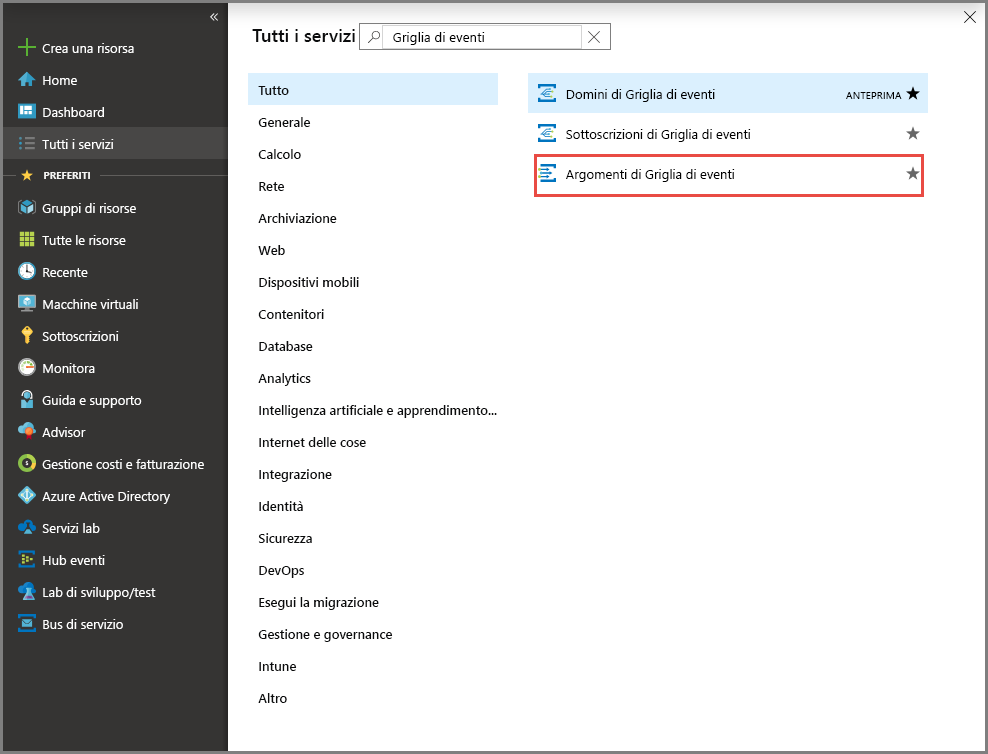 «
Crea una risorsa
Home
Dashboard
Tutti i servizi
PREFERITI
Gruppi di risorse
Tutte le risorse
Recente
Macchine virtuali
Sottoscrizioni
Monitora
Guida e supporto
Advisor
Gestione costi e fatturazione
Azure Active Directory
Servizi lab
Hub eventi
Lab di sviluppo/test
Bus di servizio
Tutti i servizi
Griglia di eventi
Tutto
Generale
Calcolo
Rete
Archiviazione
Web
Dispositivi mobili
Contenitori
Database
Analytics
Intelligenza artificiale e apprendimento...
Internet delle cose
Integrazione
Identità
Sicurezza
DevOps
Esegui la migrazione
Gestione e governance
Intune
Altro
Domini di Griglia di eventi ANTEPRIMA
Sottoscrizioni di Griglia di eventi
Argomenti di Griglia di eventi